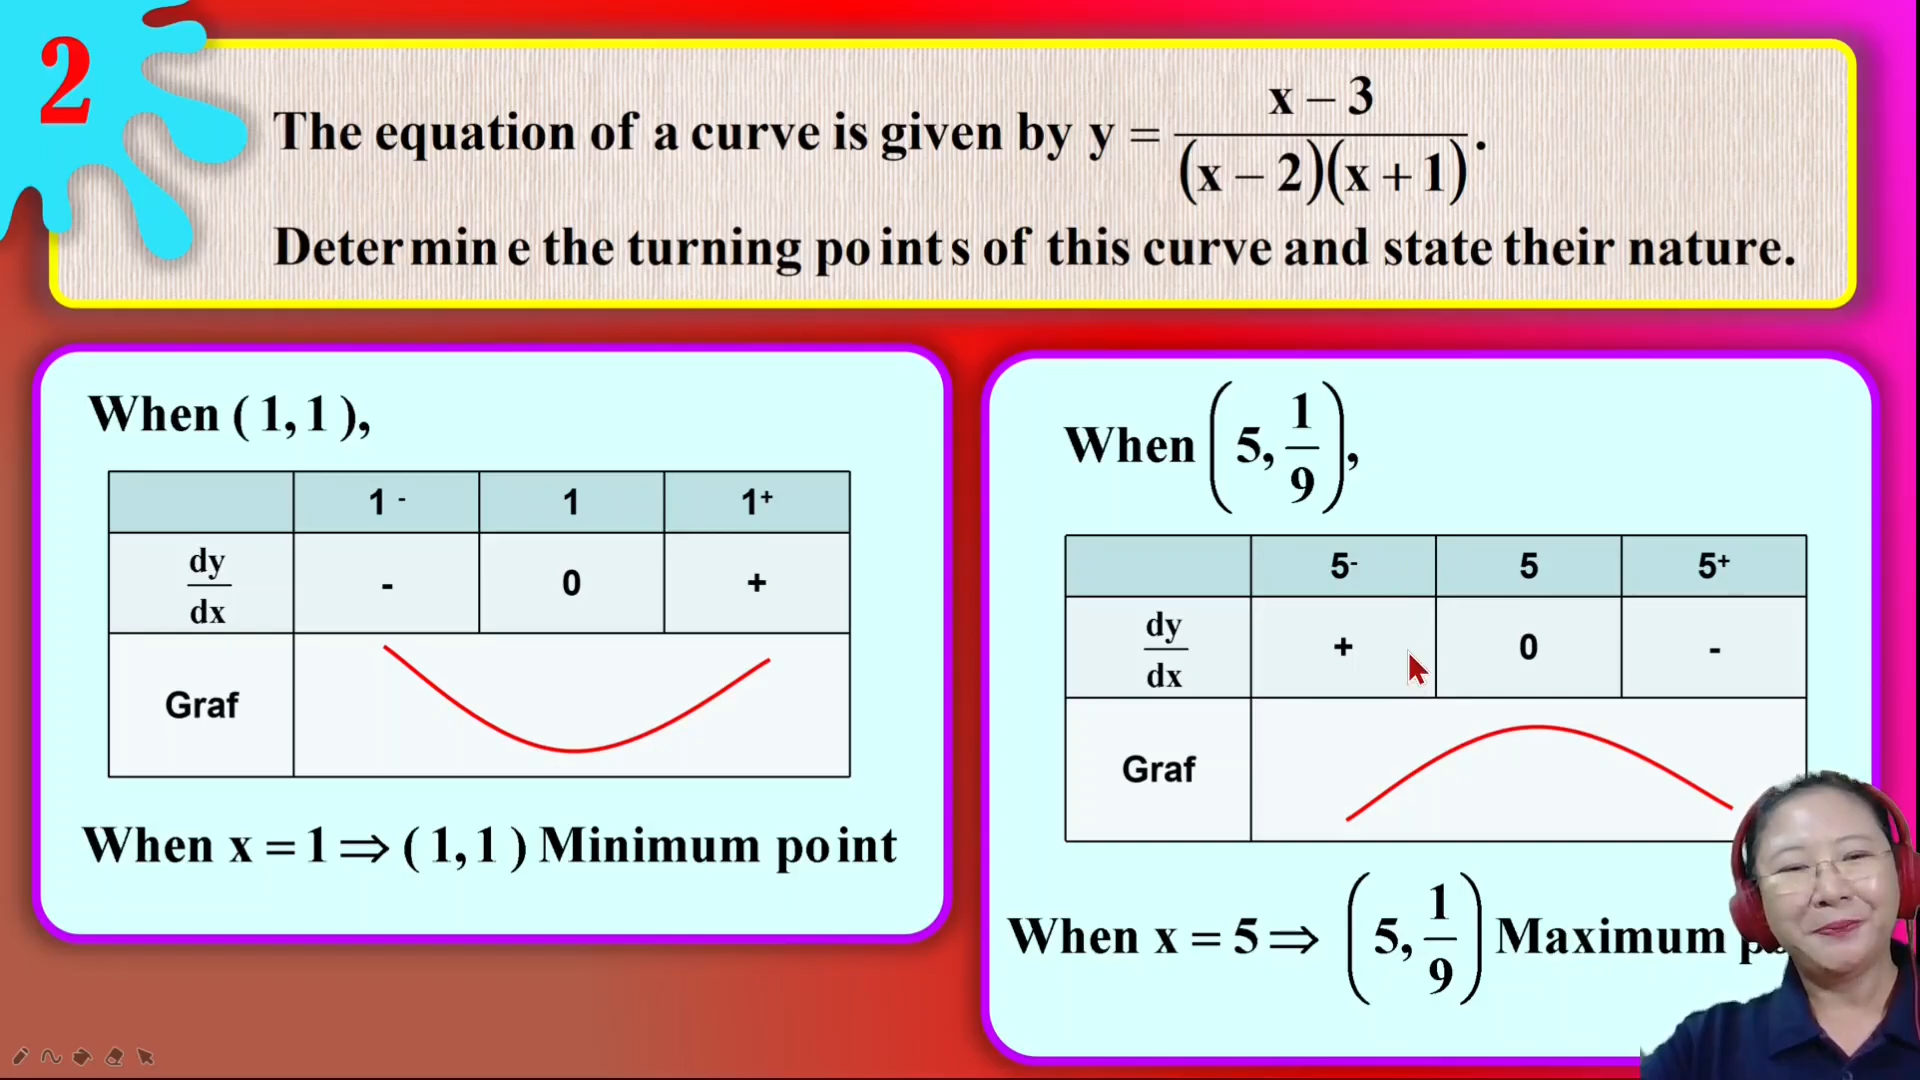 2
The equation of a curve is given by y = x − 3 / (x − 2)(x + 1).
Determine the turning points of this curve and state their nature.
When ( 1, 1 ),
1 - 1 1+
dy/dx - 0 +
Graf
When x = 1 ⇒ ( 1, 1 ) Minimum point
When (5, 1/9),
5- 5 5+
dy/dx + 0 -
Graf
When x = 5 ⇒ (5, 1/9) Maximum